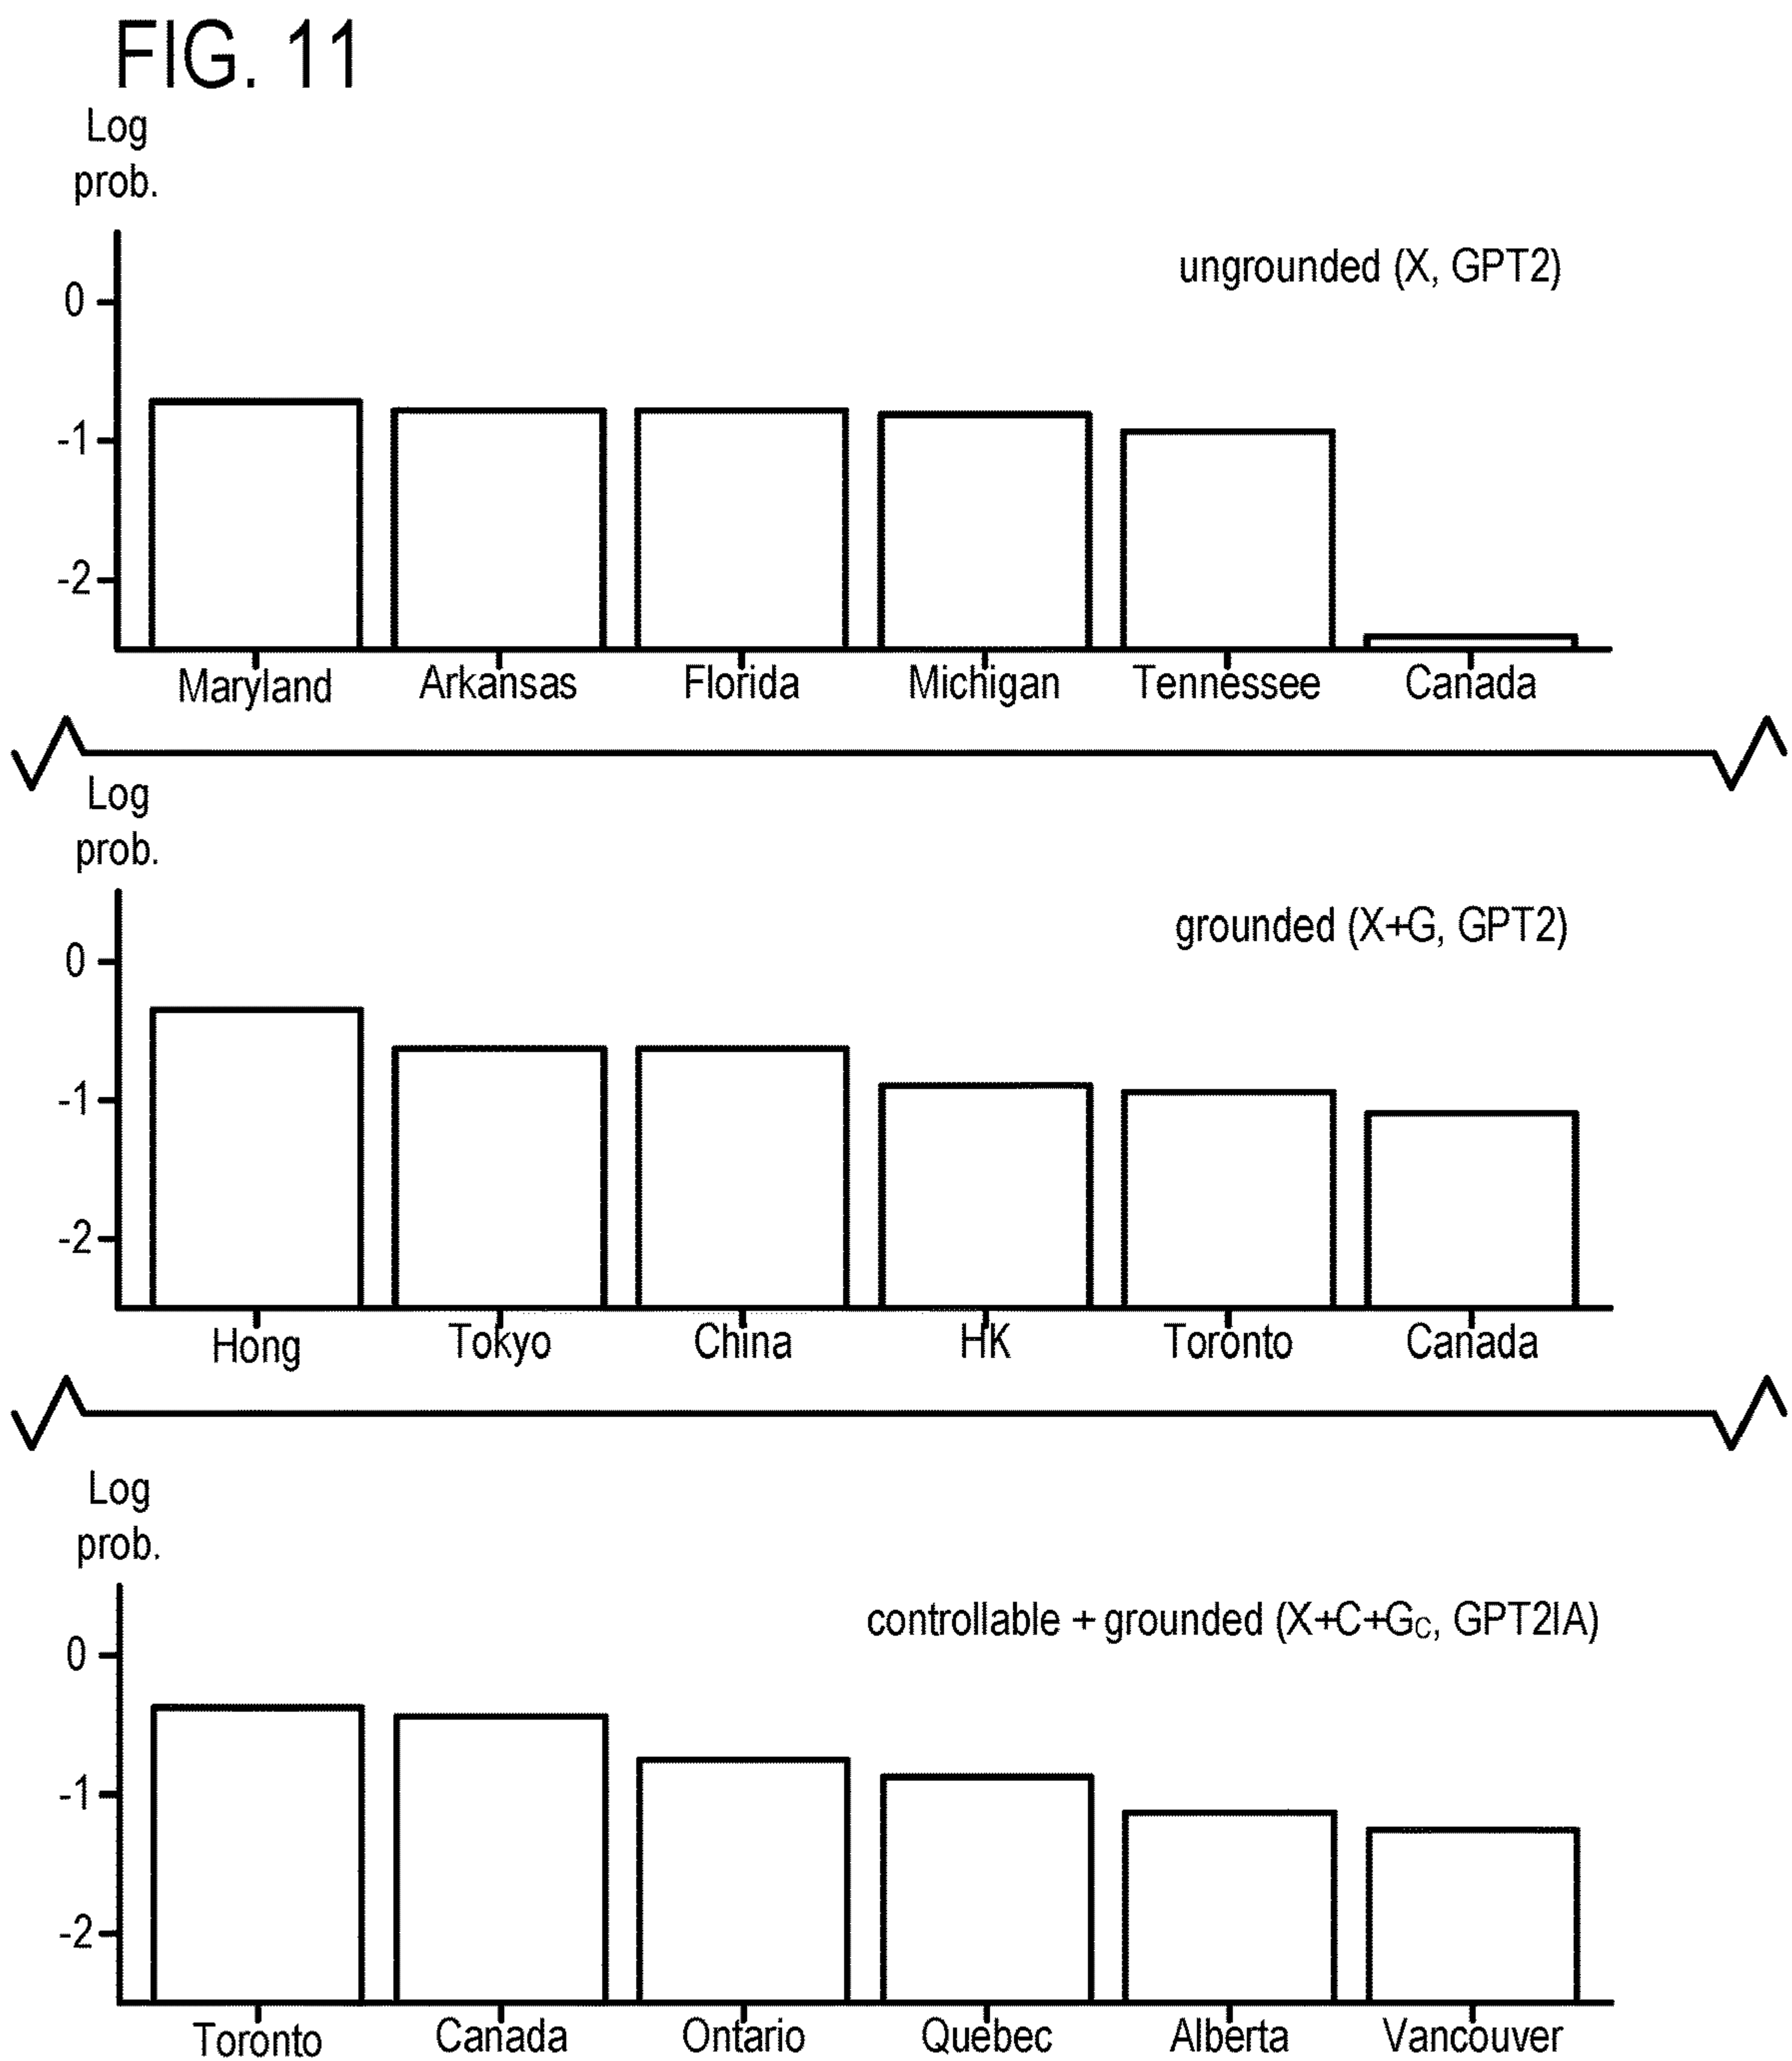 FIG. 11
Log
prob.
ungrounded (X, GPT2)
0
-1
-2
Maryland Arkansas Florida Michigan Tennessee Canada
Log
prob.
grounded (X+G, GPT2)
0
-1
-2
Hong Tokyo China HK Toronto Canada
Log
prob.
controllable + grounded (X+C+GC, GPT2IA)
0
-1
-2
Toronto Canada Ontario Quebec Alberta Vancouver